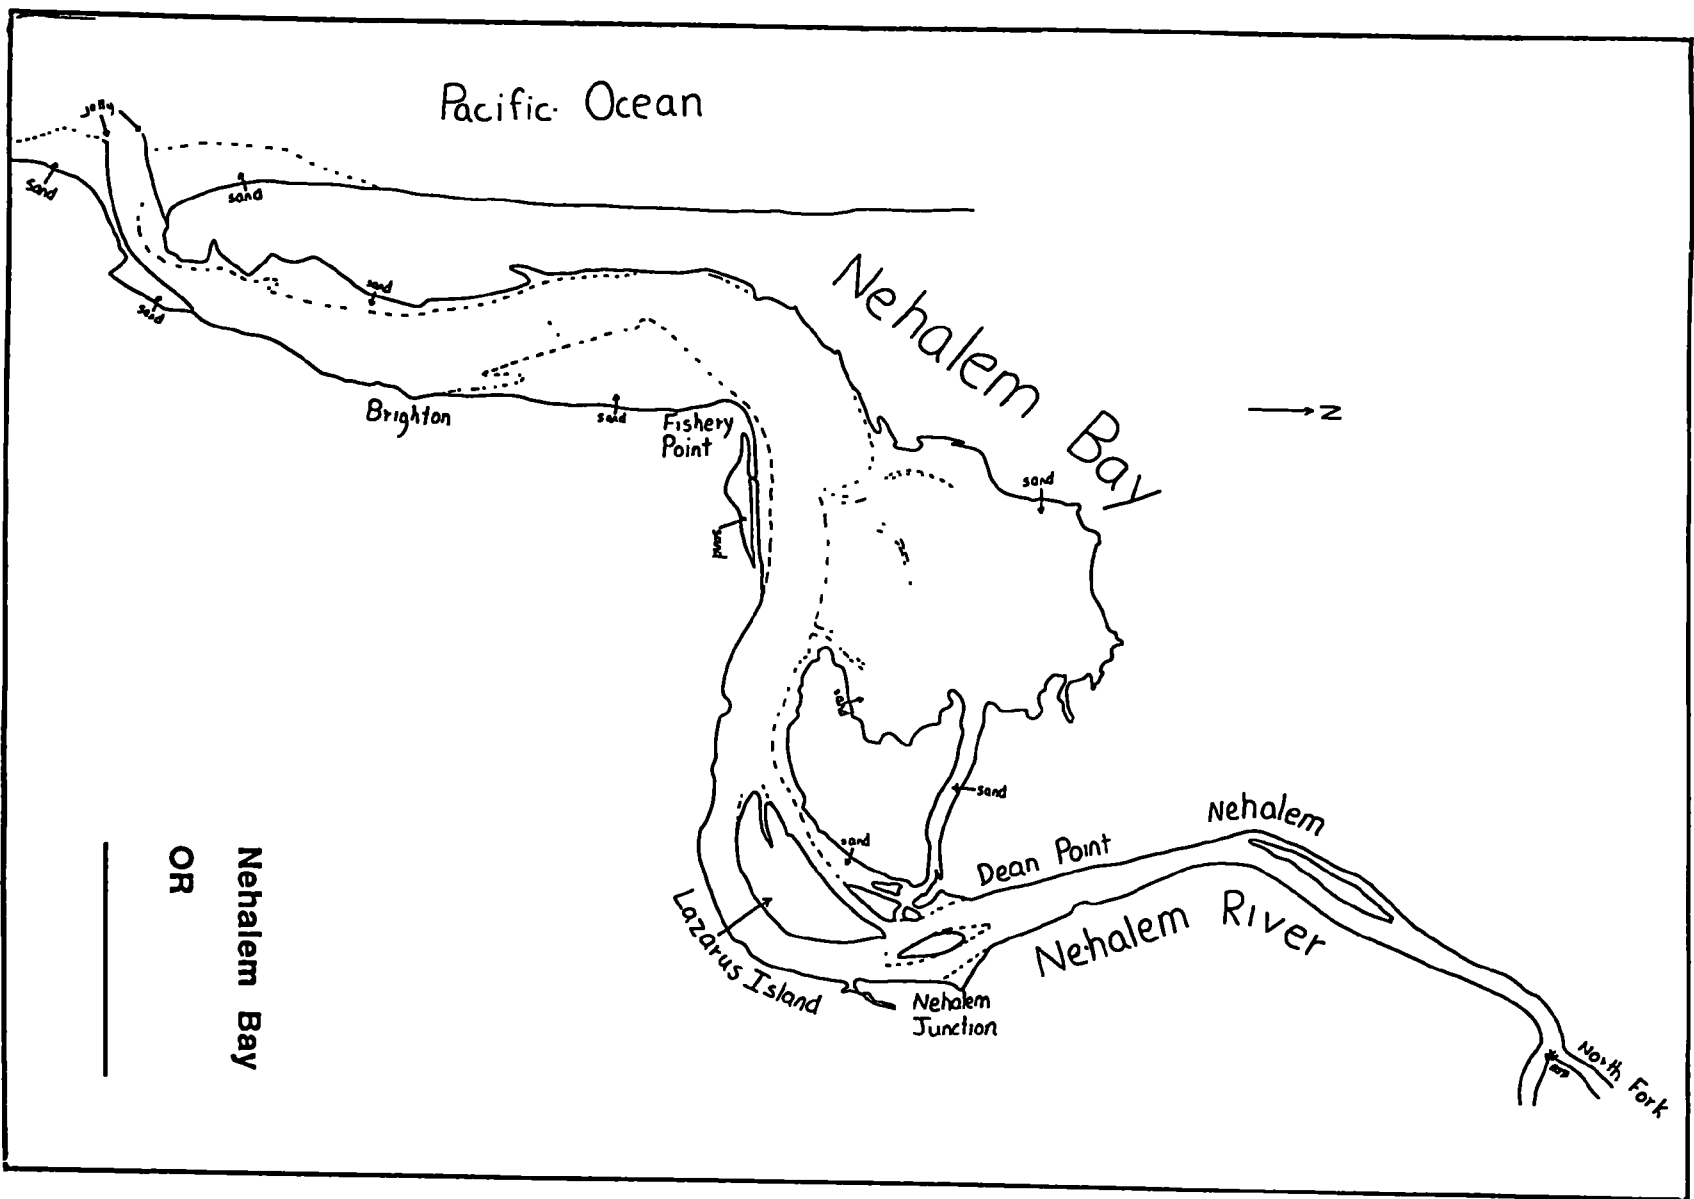 Pacific Ocean
Jetty
sand
sand
sand
sand
Nehalem Bay
N
Brighton
sand
Fishery
Point
sand
sand
sand
sand
sand
Nehalem
Dean Point
Nehalem River
Lazarus Island
Nehalem
Junction
North Fork
Nehalem Bay
OR